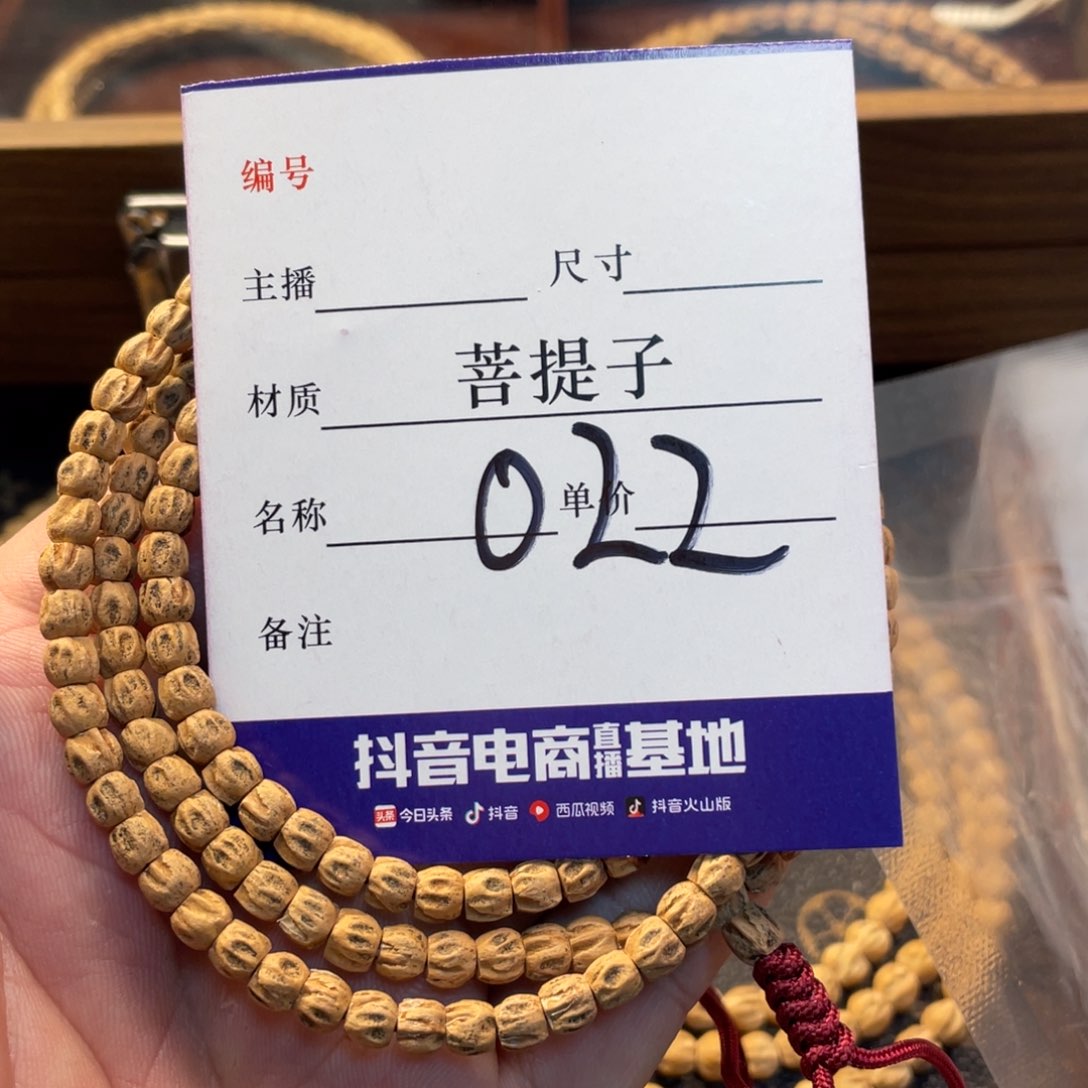 编号
主播 尺寸
材质 菩提子
名称 单价
022
备注
抖音电商直播基地
头条 今日头条 抖音 西瓜视频 抖音火山版